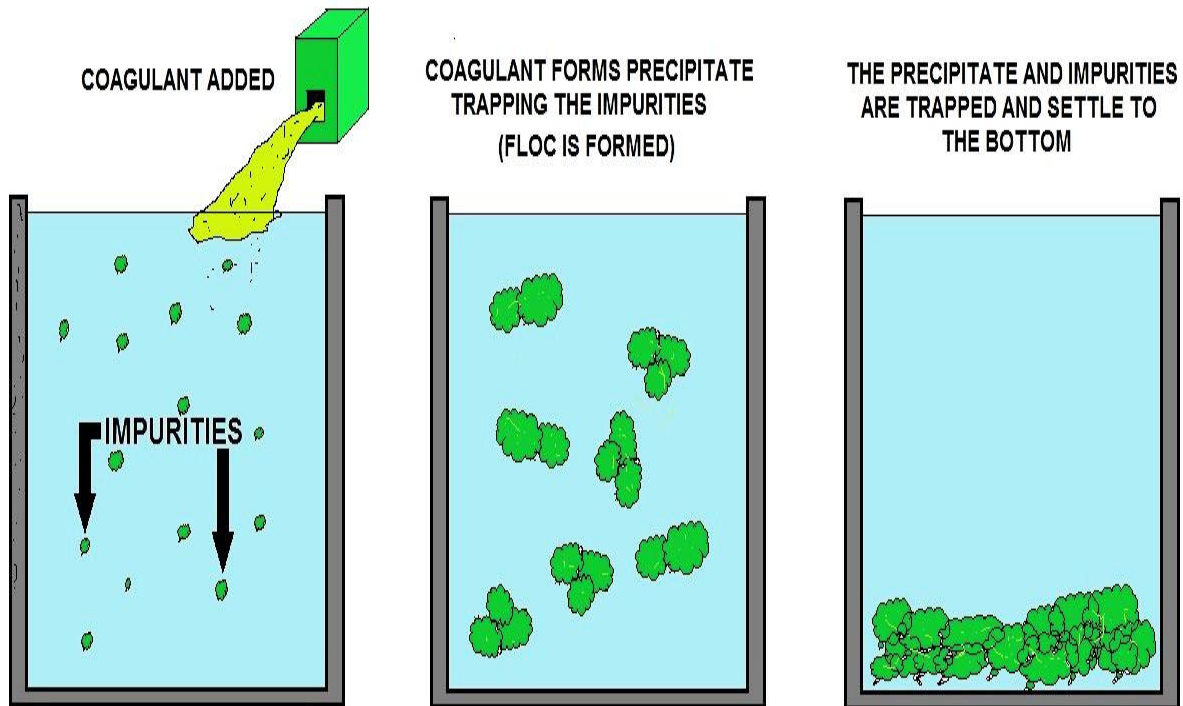 COAGULANT ADDED
IMPURITIES
COAGULANT FORMS PRECIPITATE
TRAPPING THE IMPURITIES
(FLOC IS FORMED)
THE PRECIPITATE AND IMPURITIES
ARE TRAPPED AND SETTLE TO
THE BOTTOM